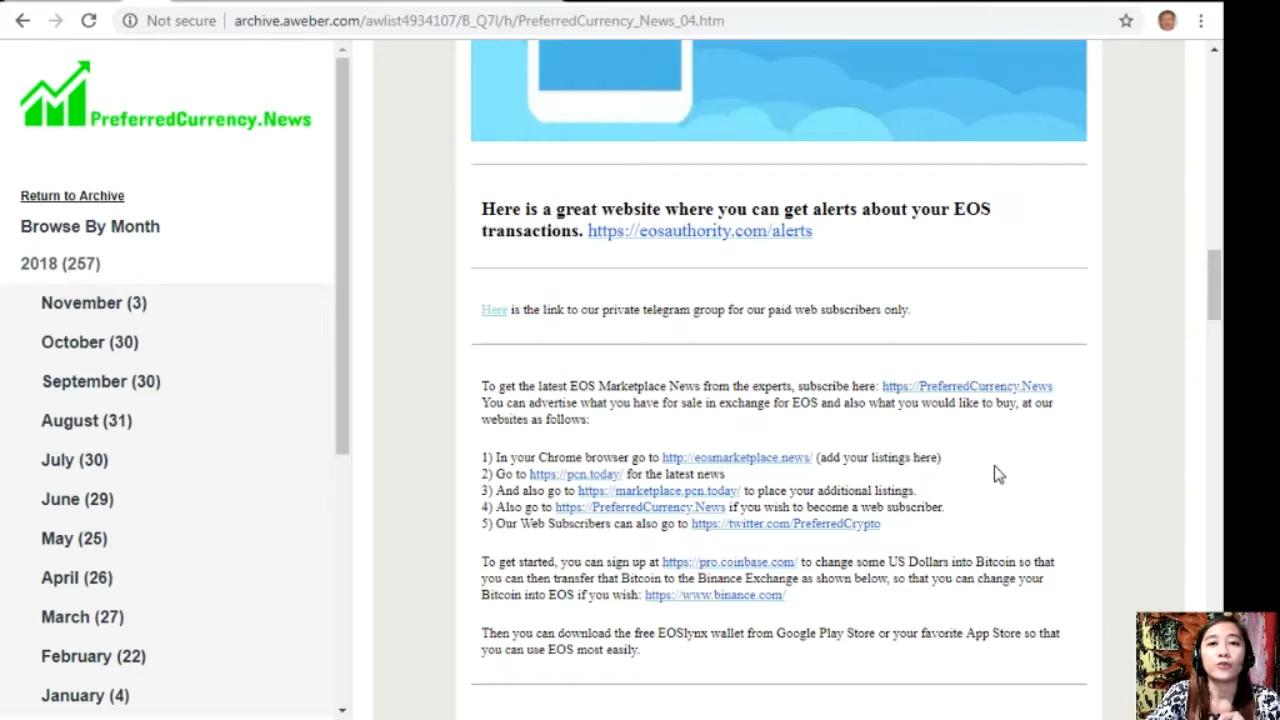 Not secure
archive.aweber.com/awlist4934107/B_Q7l/h/PreferredCurrency_News_04.htm
PreferredCurrency.News
Return to Archive
Browse By Month
2018 (257)
November (3)
October (30)
September (30)
August (31)
July (30)
June (29)
May (25)
April (26)
March (27)
February (22)
January (4)
Here is a great website where you can get alerts about your EOS
transactions. https://eosauthority.com/alerts
Here is the link to our private telegram group for our paid web subscribers only.
To get the latest EOS Marketplace News from the experts, subscribe here: https://PreferredCurrency.News
You can advertise what you have for sale in exchange for EOS and also what you would like to buy, at our
websites as follows:
1) In your Chrome browser go to http://eosmarketplace.news/ (add your listings here)
2) Go to https://pcn.today/ for the latest news
3) And also go to https://marketplace.pcn.today/ to place your additional listings.
4) Also go to https://PreferredCurrency.News if you wish to become a web subscriber.
5) Our Web Subscribers can also go to https://twitter.com/PreferredCrypto
To get started, you can sign up at https://pro.coinbase.com/ to change some US Dollars into Bitcoin so that
you can then transfer that Bitcoin to the Binance Exchange as shown below, so that you can change your
Bitcoin into EOS if you wish: https://www.binance.com/
Then you can download the free EOSlynx wallet from Google Play Store or your favorite App Store so that
you can use EOS most easily.